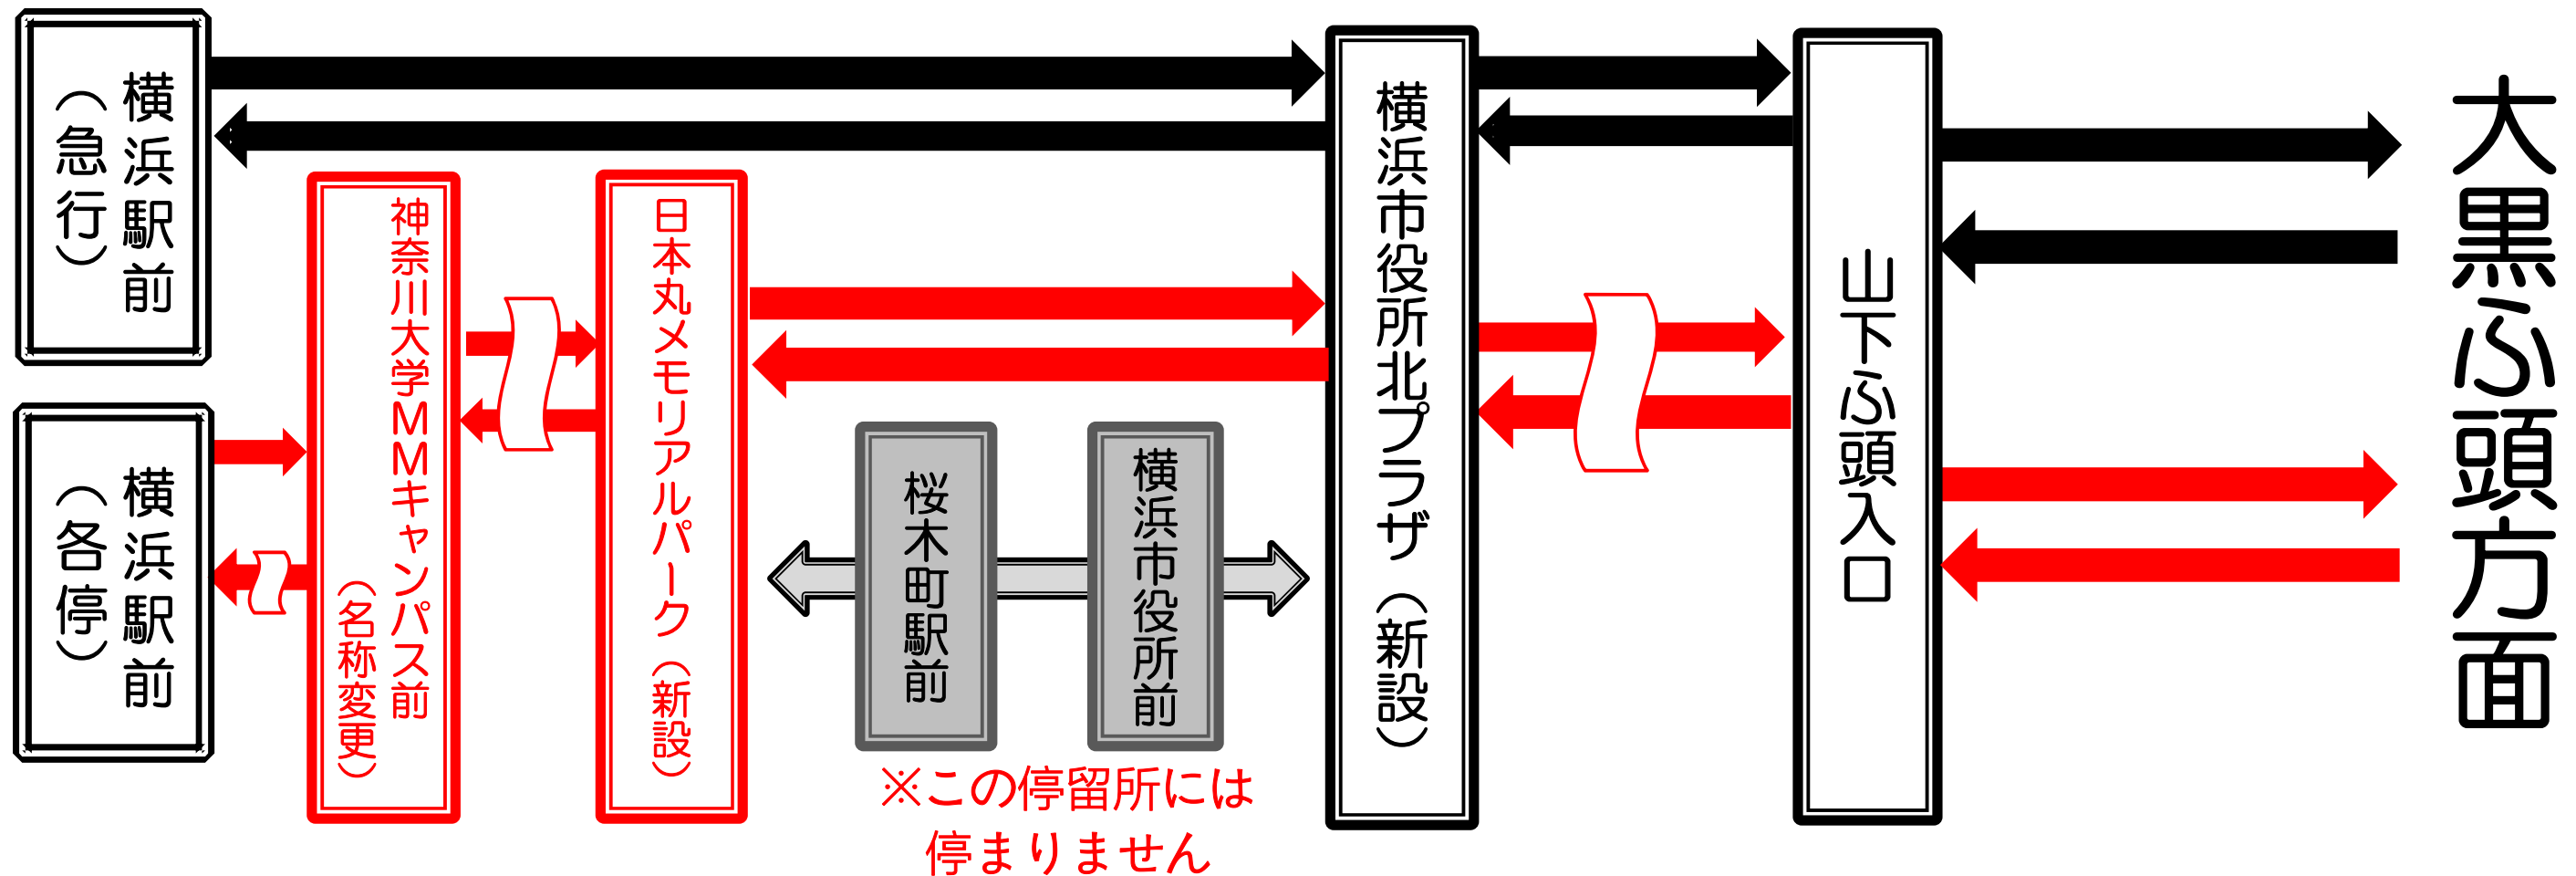 横浜駅前
（急行）
横浜駅前
（各停）
神奈川大学MMキャンパス前
（名称変更）
日本丸メモリアルパーク（新設）
桜木町駅前
横浜市役所前
※この停留所には
停まりません
横浜市役所北プラザ（新設）
山下ふ頭入口
大黒ふ頭方面